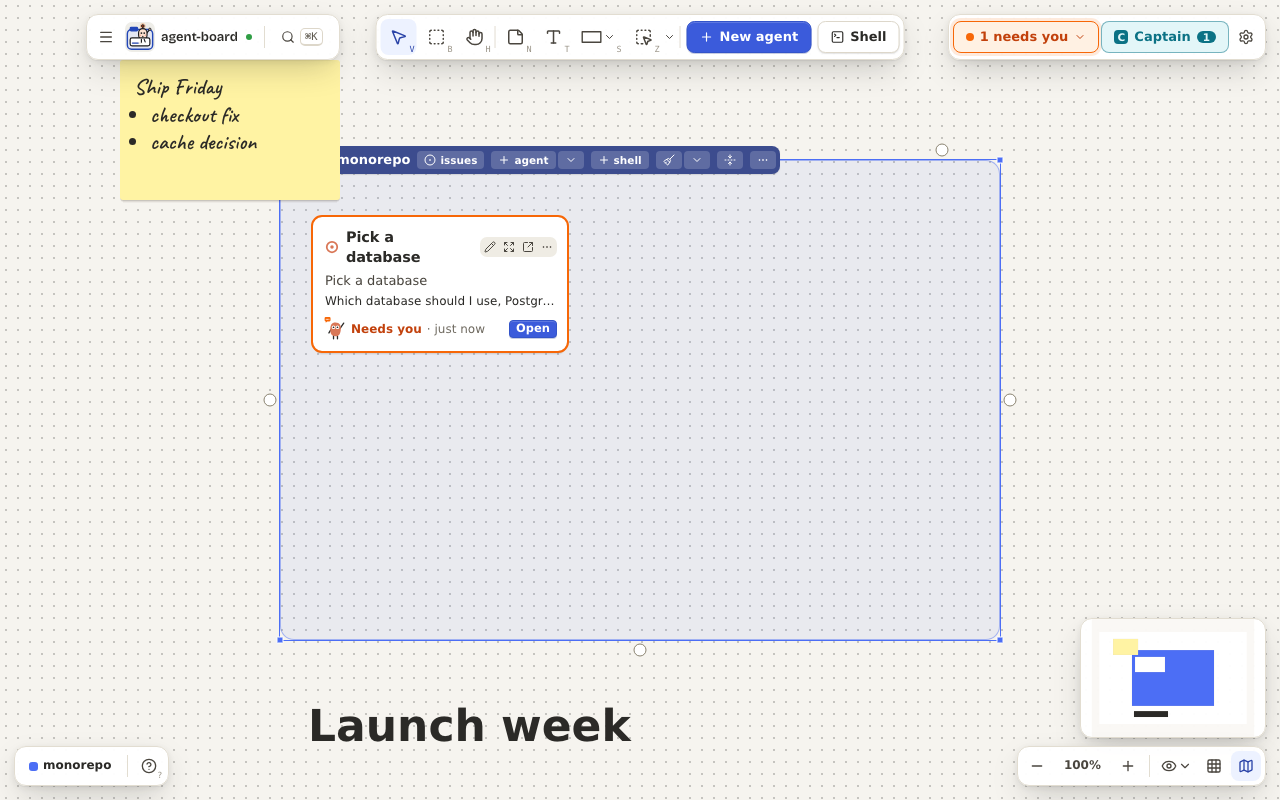 agent-board
⌘K
V
B
H
N
T
S
Z
New agent
Shell
1 needs you
C Captain 1
Ship Friday
• checkout fix
• cache decision
monorepo
issues
+ agent
+ shell
Pick a
database
Pick a database
Which database should I use, Postgr…
Needs you · just now
Open
Launch week
monorepo
?
100%